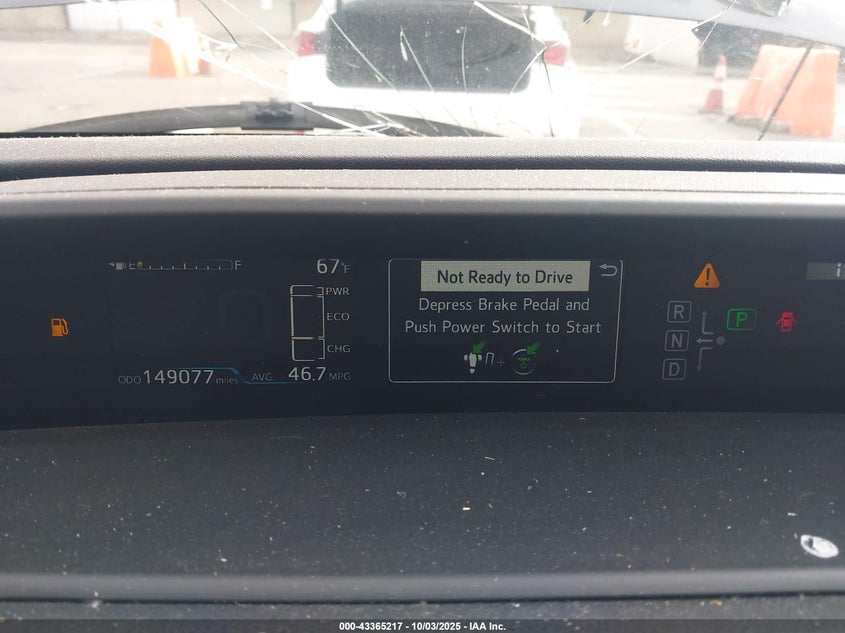 E F
67°F
PWR
ECO
CHG
ODO 149077 miles AVG. 46.7 MPG
Not Ready to Drive
Depress Brake Pedal and
Push Power Switch to Start
+ POWER
R
N
D
P
000-43365217 - 10/03/2025 - IAA Inc.